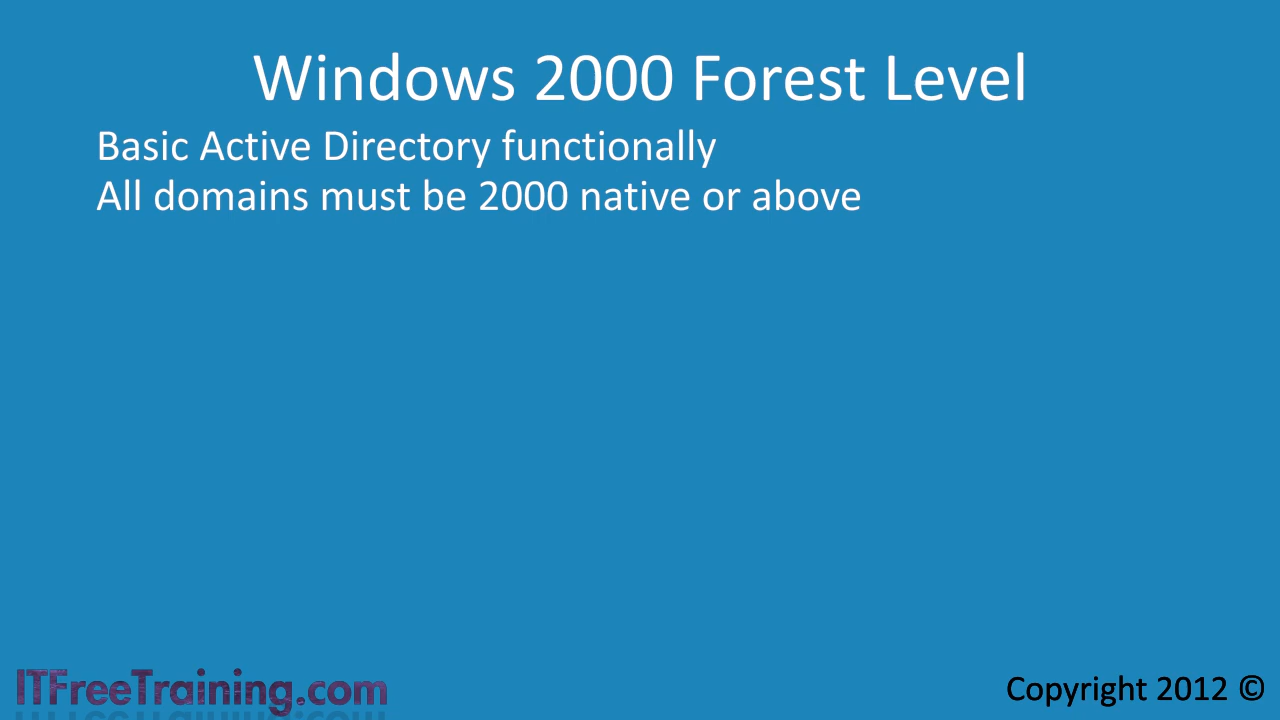 Windows 2000 Forest Level
Basic Active Directory functionally
All domains must be 2000 native or above
ITFreeTraining.com
Copyright 2012 ©